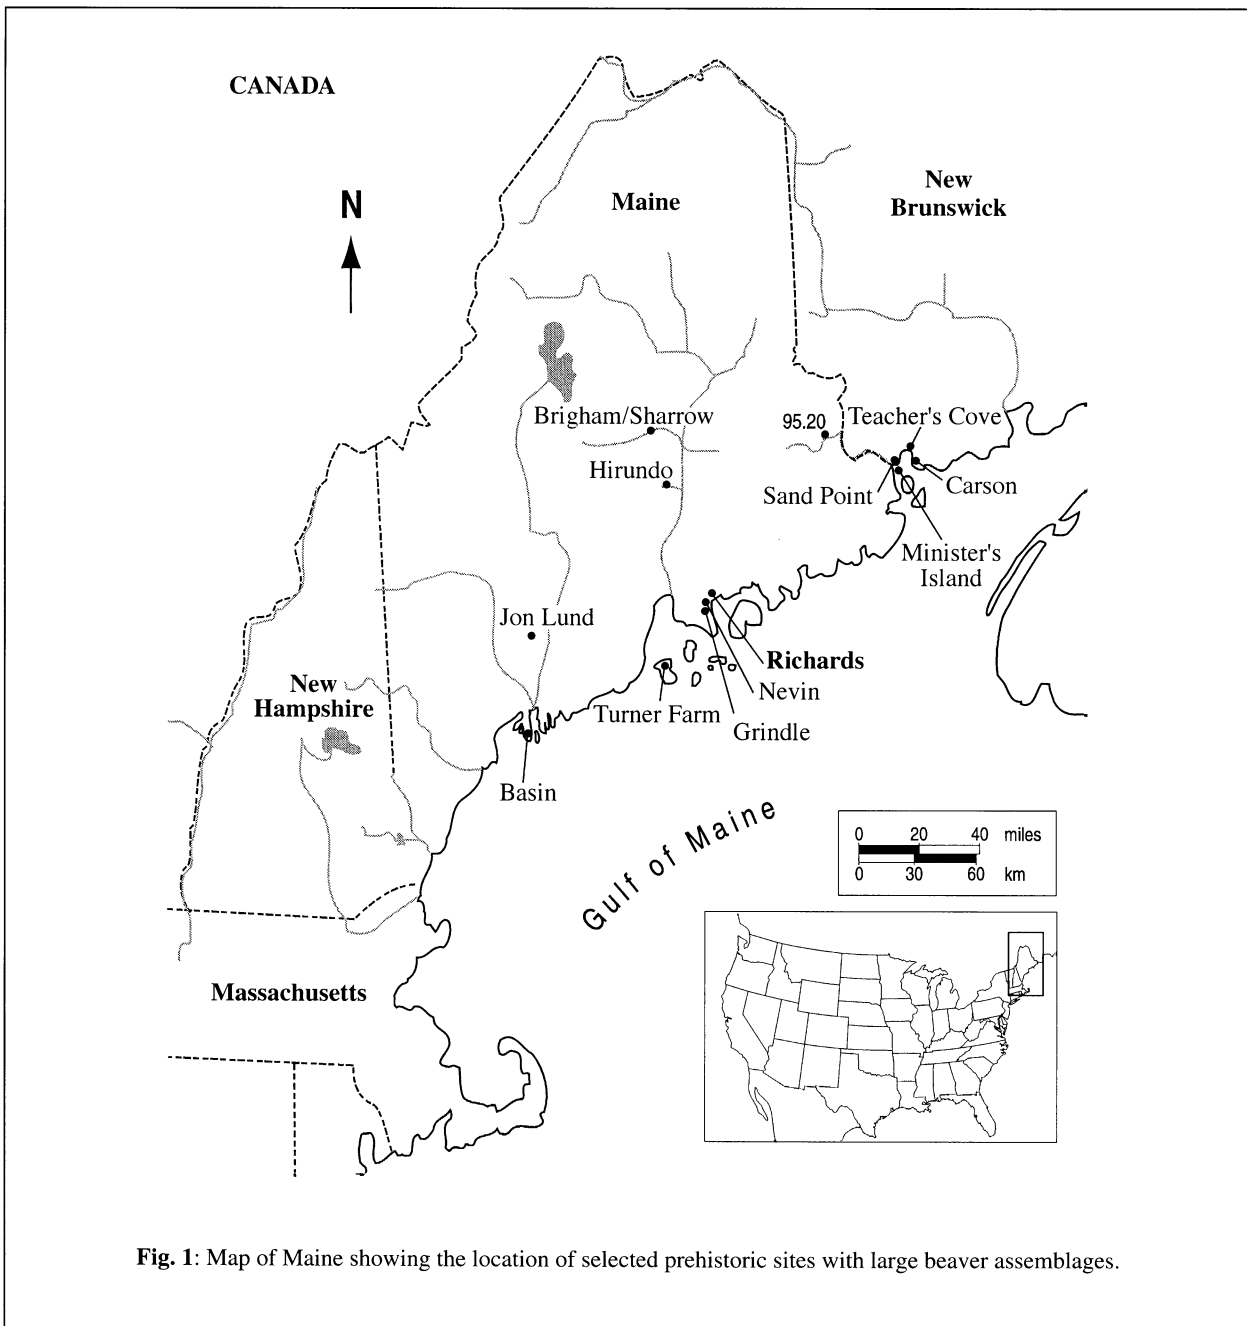 CANADA
N
Maine
New
Brunswick
Brigham/Sharrow
95.20
Teacher's Cove
Hirundo
Sand Point
Carson
Minister's
Island
Jon Lund
Richards
New
Hampshire
Nevin
Turner Farm
Grindle
Basin
Gulf of Maine
0 20 40 miles
0 30 60 km
Massachusetts
Fig. 1: Map of Maine showing the location of selected prehistoric sites with large beaver assemblages.